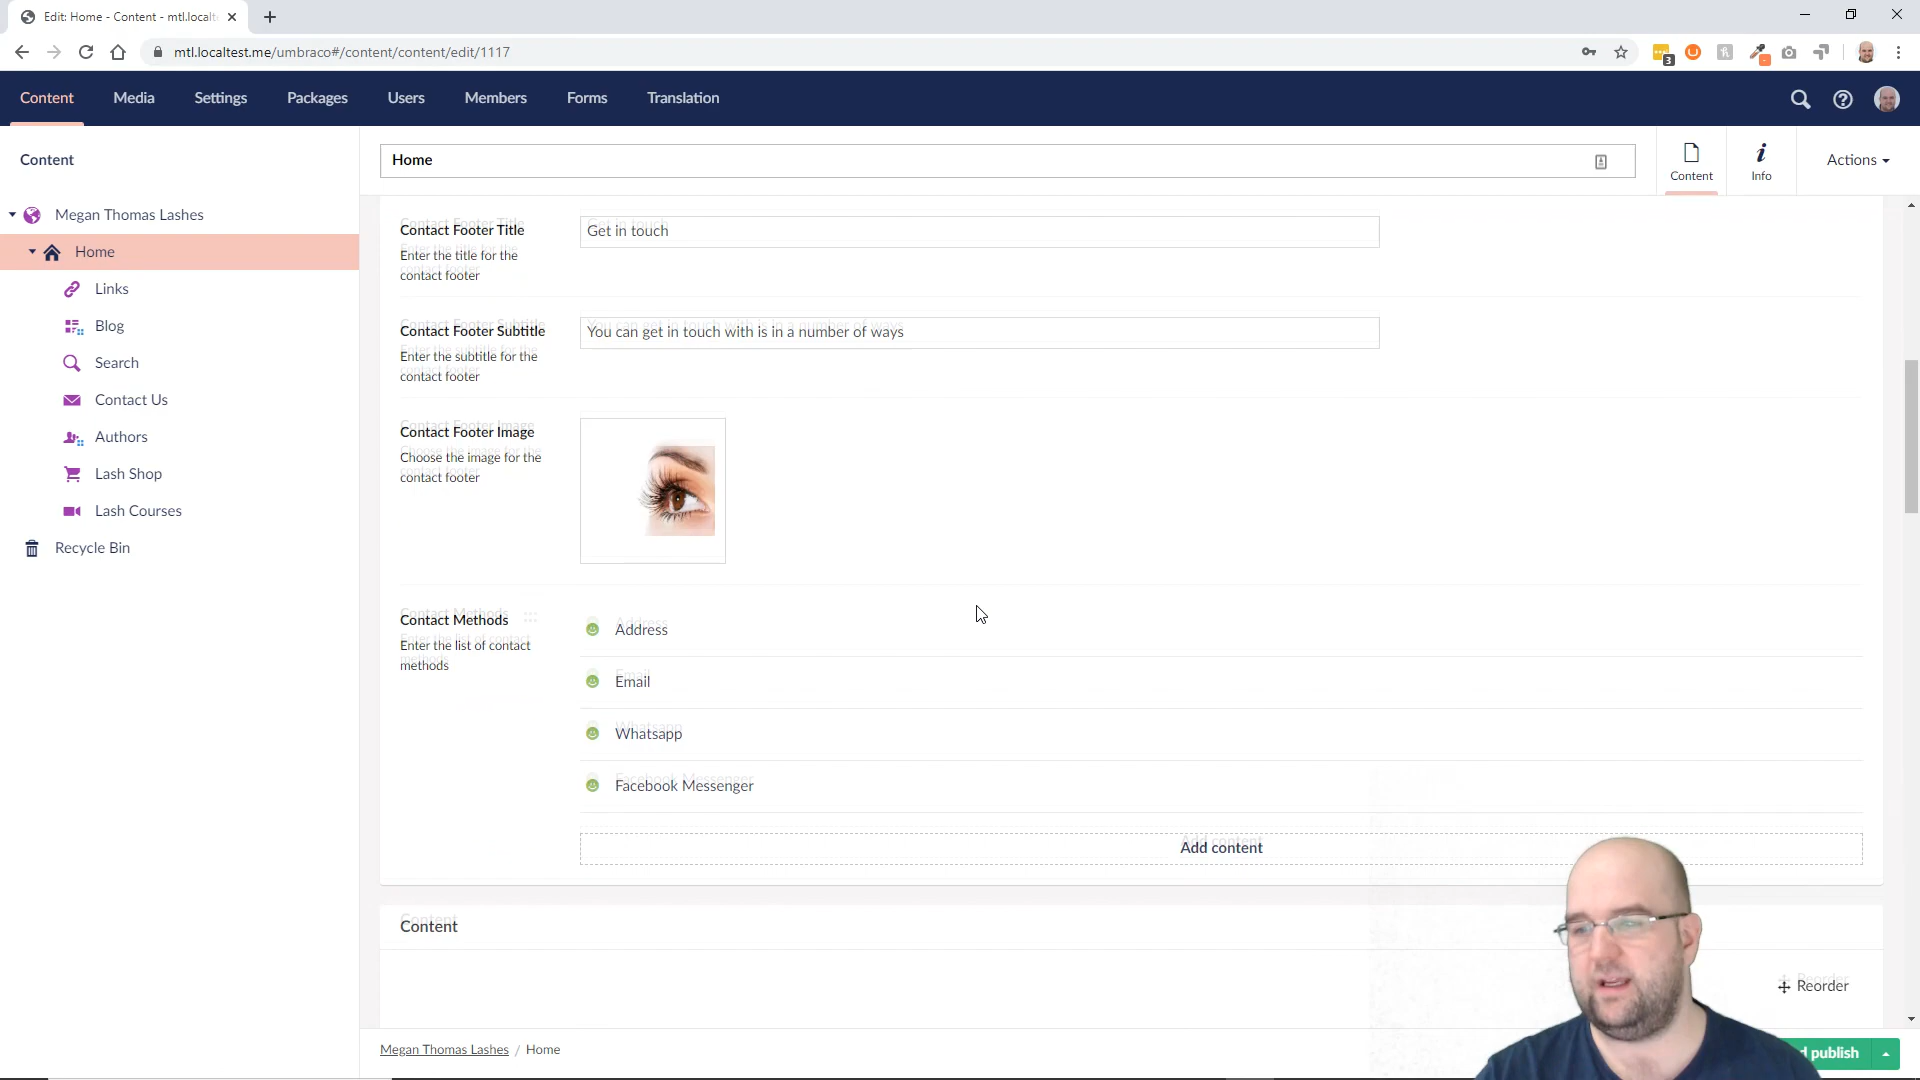 Edit: Home - Content - mtl.localt
mtl.localtest.me/umbraco#/content/content/edit/1117
3
Content Media Settings Packages Users Members Forms Translation
Content
Home
Content
Info
Actions
Megan Thomas Lashes
Home
Links
Blog
Search
Contact Us
Authors
Lash Shop
Lash Courses
Recycle Bin
Contact Footer Title
Enter the title for the
contact footer
Get in touch
Contact Footer Subtitle
Enter the subtitle for the
contact footer
You can get in touch with is in a number of ways
Contact Footer Image
Choose the image for the
contact footer
Contact Methods
Enter the list of contact
methods
Address
Email
Whatsapp
Facebook Messenger
Add content
Content
Reorder
Megan Thomas Lashes / Home
publish